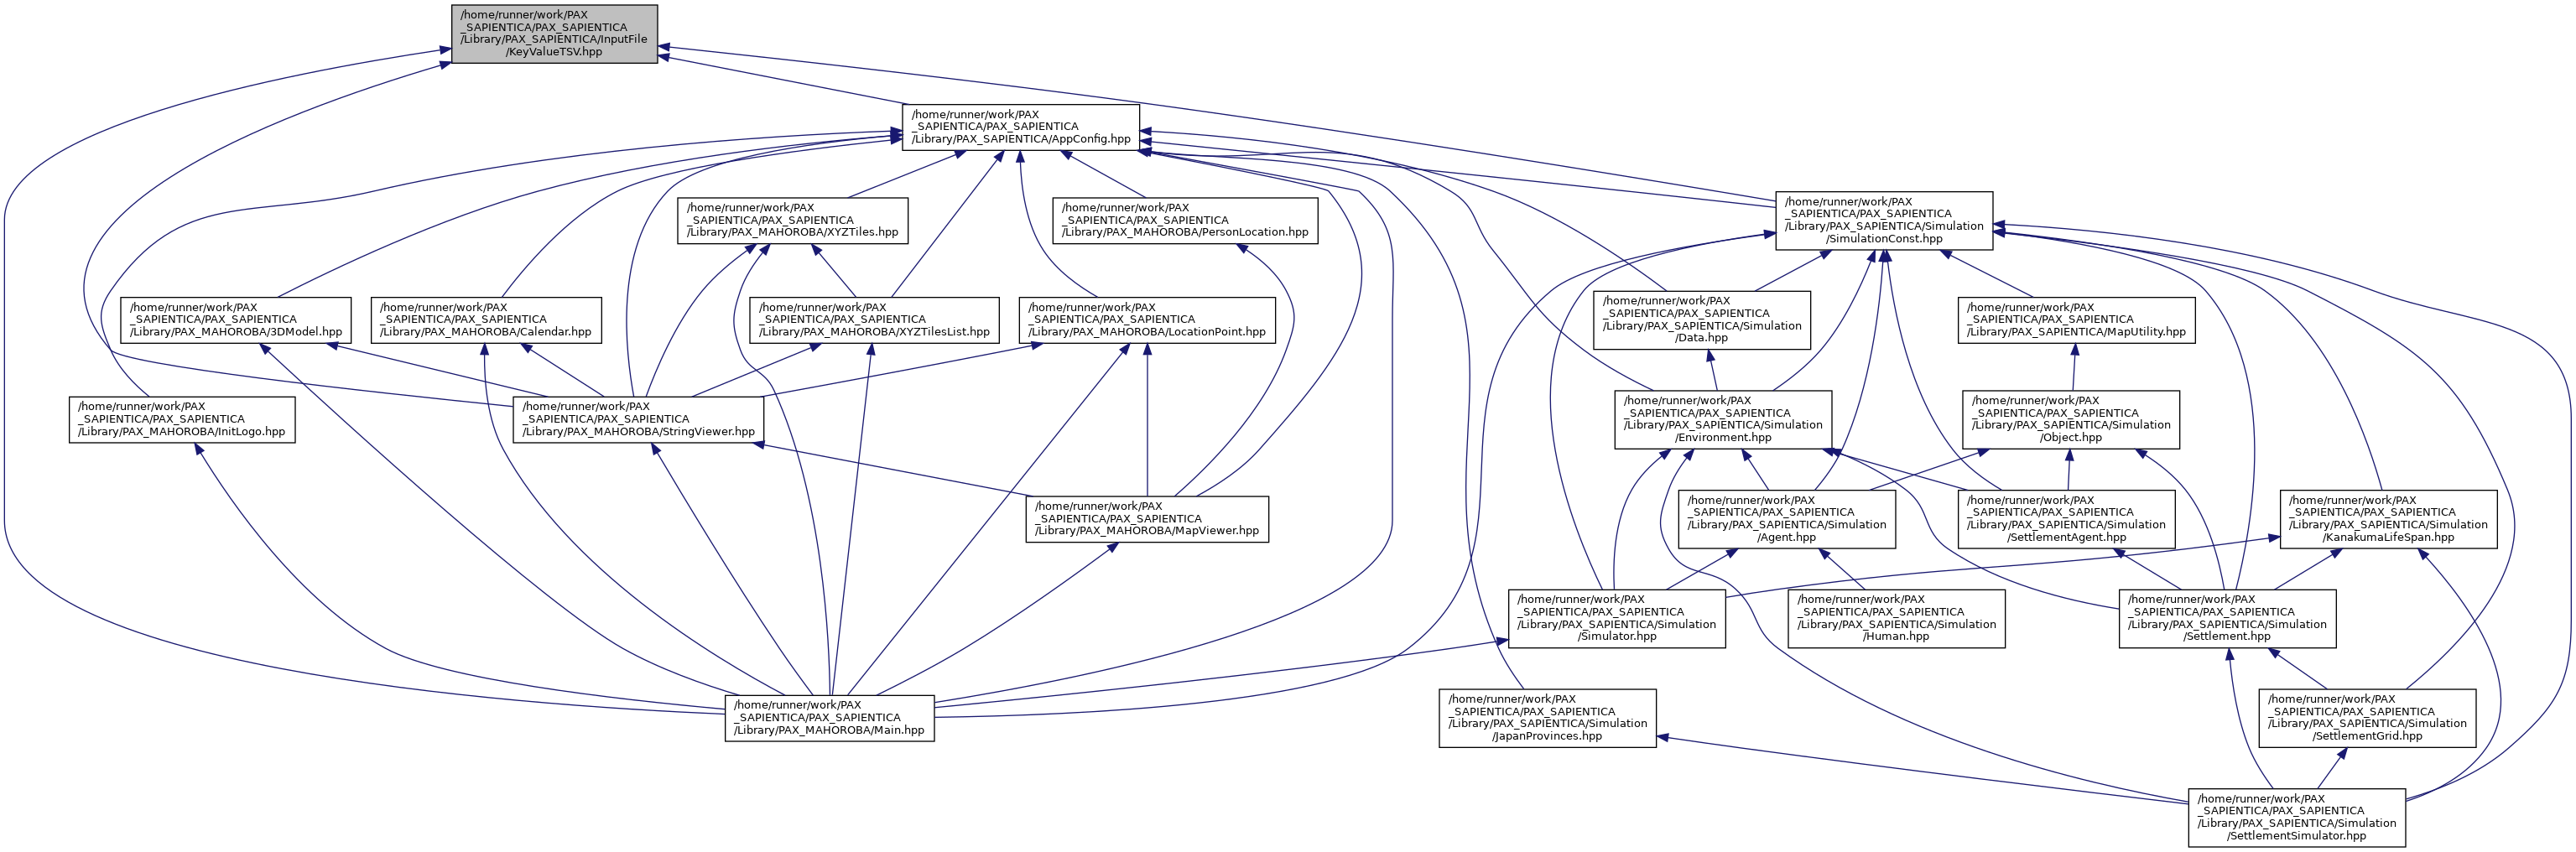 /home/runner/work/PAX
_SAPIENTICA/PAX_SAPIENTICA
/Library/PAX_SAPIENTICA/InputFile
/KeyValueTSV.hpp
/home/runner/work/PAX
_SAPIENTICA/PAX_SAPIENTICA
/Library/PAX_SAPIENTICA/AppConfig.hpp
/home/runner/work/PAX
_SAPIENTICA/PAX_SAPIENTICA
/Library/PAX_MAHOROBA/XYZTiles.hpp
/home/runner/work/PAX
_SAPIENTICA/PAX_SAPIENTICA
/Library/PAX_MAHOROBA/PersonLocation.hpp
/home/runner/work/PAX
_SAPIENTICA/PAX_SAPIENTICA
/Library/PAX_SAPIENTICA/Simulation
/SimulationConst.hpp
/home/runner/work/PAX
_SAPIENTICA/PAX_SAPIENTICA
/Library/PAX_MAHOROBA/3DModel.hpp
/home/runner/work/PAX
_SAPIENTICA/PAX_SAPIENTICA
/Library/PAX_MAHOROBA/Calendar.hpp
/home/runner/work/PAX
_SAPIENTICA/PAX_SAPIENTICA
/Library/PAX_MAHOROBA/XYZTilesList.hpp
/home/runner/work/PAX
_SAPIENTICA/PAX_SAPIENTICA
/Library/PAX_MAHOROBA/LocationPoint.hpp
/home/runner/work/PAX
_SAPIENTICA/PAX_SAPIENTICA
/Library/PAX_SAPIENTICA/Simulation
/Data.hpp
/home/runner/work/PAX
_SAPIENTICA/PAX_SAPIENTICA
/Library/PAX_SAPIENTICA/MapUtility.hpp
/home/runner/work/PAX
_SAPIENTICA/PAX_SAPIENTICA
/Library/PAX_MAHOROBA/InitLogo.hpp
/home/runner/work/PAX
_SAPIENTICA/PAX_SAPIENTICA
/Library/PAX_MAHOROBA/StringViewer.hpp
/home/runner/work/PAX
_SAPIENTICA/PAX_SAPIENTICA
/Library/PAX_SAPIENTICA/Simulation
/Environment.hpp
/home/runner/work/PAX
_SAPIENTICA/PAX_SAPIENTICA
/Library/PAX_SAPIENTICA/Simulation
/Object.hpp
/home/runner/work/PAX
_SAPIENTICA/PAX_SAPIENTICA
/Library/PAX_MAHOROBA/MapViewer.hpp
/home/runner/work/PAX
_SAPIENTICA/PAX_SAPIENTICA
/Library/PAX_SAPIENTICA/Simulation
/Agent.hpp
/home/runner/work/PAX
_SAPIENTICA/PAX_SAPIENTICA
/Library/PAX_SAPIENTICA/Simulation
/SettlementAgent.hpp
/home/runner/work/PAX
_SAPIENTICA/PAX_SAPIENTICA
/Library/PAX_SAPIENTICA/Simulation
/KanakumaLifeSpan.hpp
/home/runner/work/PAX
_SAPIENTICA/PAX_SAPIENTICA
/Library/PAX_SAPIENTICA/Simulation
/Simulator.hpp
/home/runner/work/PAX
_SAPIENTICA/PAX_SAPIENTICA
/Library/PAX_SAPIENTICA/Simulation
/Human.hpp
/home/runner/work/PAX
_SAPIENTICA/PAX_SAPIENTICA
/Library/PAX_SAPIENTICA/Simulation
/Settlement.hpp
/home/runner/work/PAX
_SAPIENTICA/PAX_SAPIENTICA
/Library/PAX_MAHOROBA/Main.hpp
/home/runner/work/PAX
_SAPIENTICA/PAX_SAPIENTICA
/Library/PAX_SAPIENTICA/Simulation
/JapanProvinces.hpp
/home/runner/work/PAX
_SAPIENTICA/PAX_SAPIENTICA
/Library/PAX_SAPIENTICA/Simulation
/SettlementGrid.hpp
/home/runner/work/PAX
_SAPIENTICA/PAX_SAPIENTICA
/Library/PAX_SAPIENTICA/Simulation
/SettlementSimulator.hpp